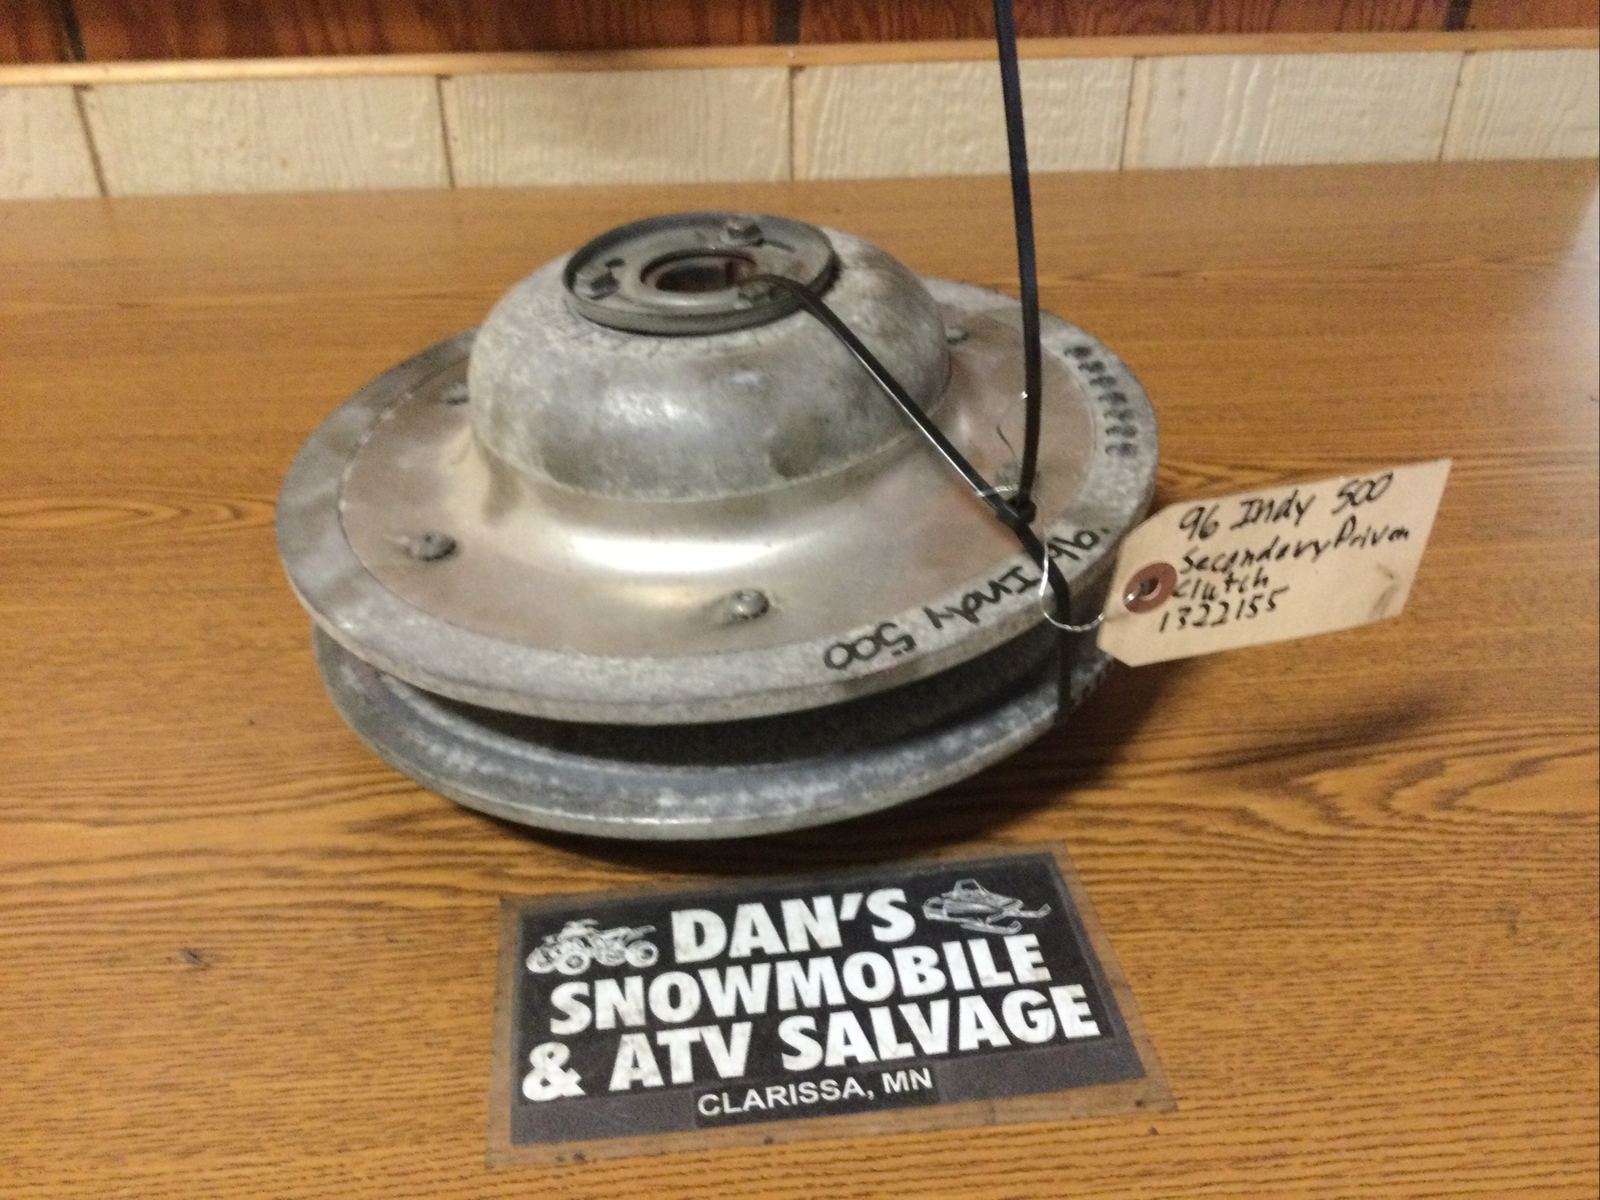 96 Indy 500
Secondary Driven
Clutch
1322155
96. Indy 500
DAN'S
SNOWMOBILE
& ATV SALVAGE
CLARISSA, MN